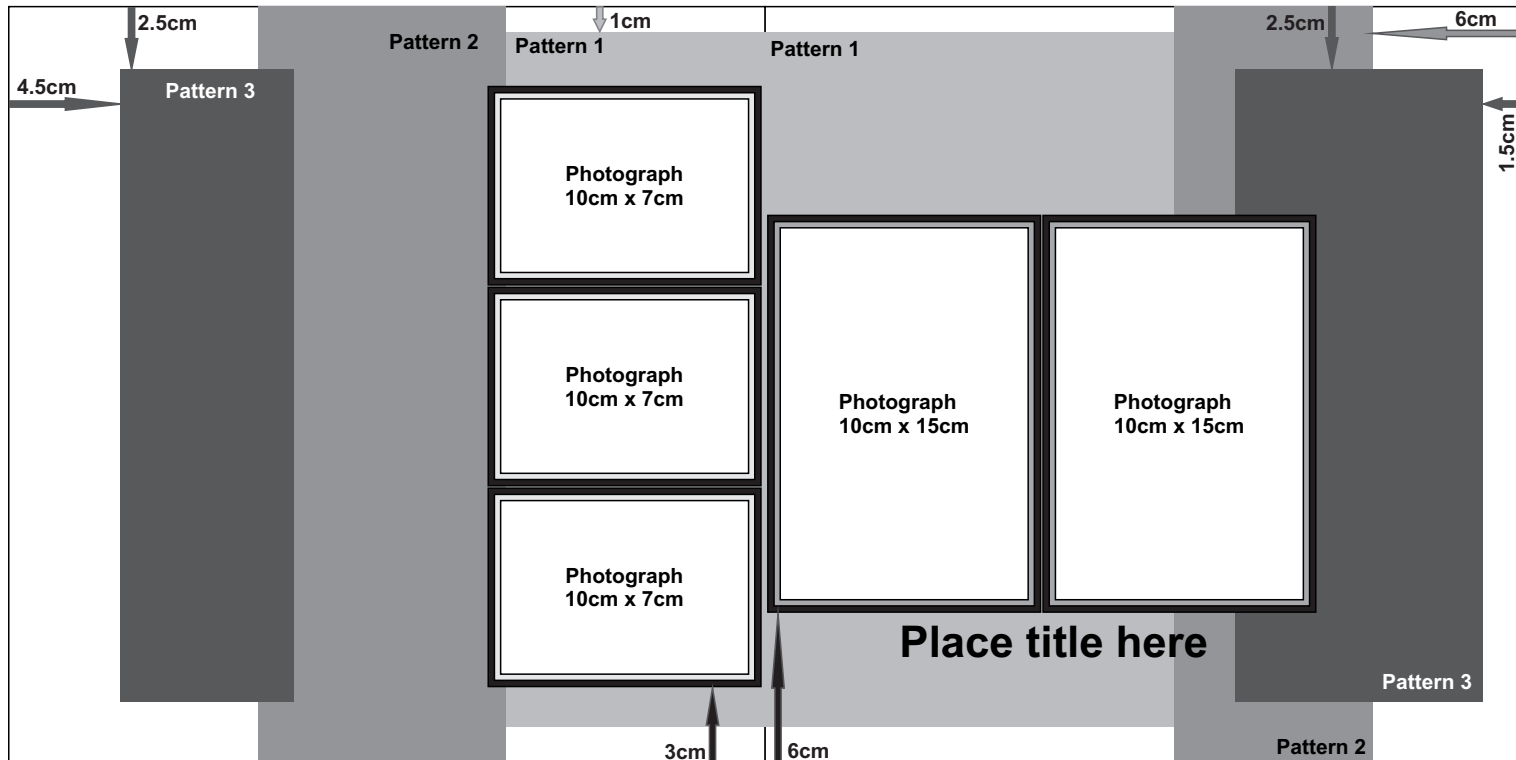 2.5cm
1cm
2.5cm
6cm
Pattern 2
Pattern 1
Pattern 1
4.5cm
Pattern 3
1.5cm
Photograph
10cm x 7cm
Photograph
10cm x 7cm
Photograph
10cm x 15cm
Photograph
10cm x 15cm
Photograph
10cm x 7cm
Place title here
Pattern 3
3cm
6cm
Pattern 2